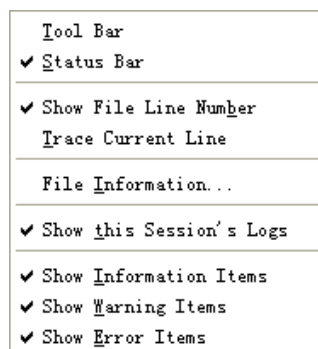 Tool Bar
Status Bar
Show File Line Number
Trace Current Line
File Information...
Show this Session's Logs
Show Information Items
Show Warning Items
Show Error Items